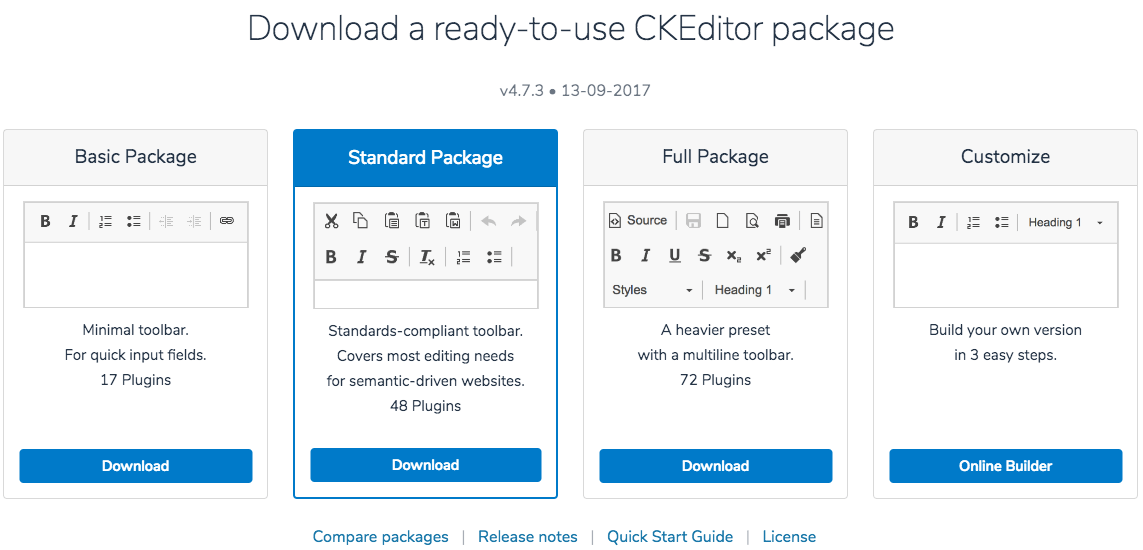 Download a ready-to-use CKEditor package
v4.7.3 • 13-09-2017
Basic Package
B I
Minimal toolbar.
For quick input fields.
17 Plugins
Download
Standard Package
B I S Tx
Standards-compliant toolbar.
Covers most editing needs
for semantic-driven websites.
48 Plugins
Download
Full Package
Source
B I U S x₂ x²
Styles Heading 1
A heavier preset
with a multiline toolbar.
72 Plugins
Download
Customize
B I Heading 1
Build your own version
in 3 easy steps.
Online Builder
Compare packages | Release notes | Quick Start Guide | License